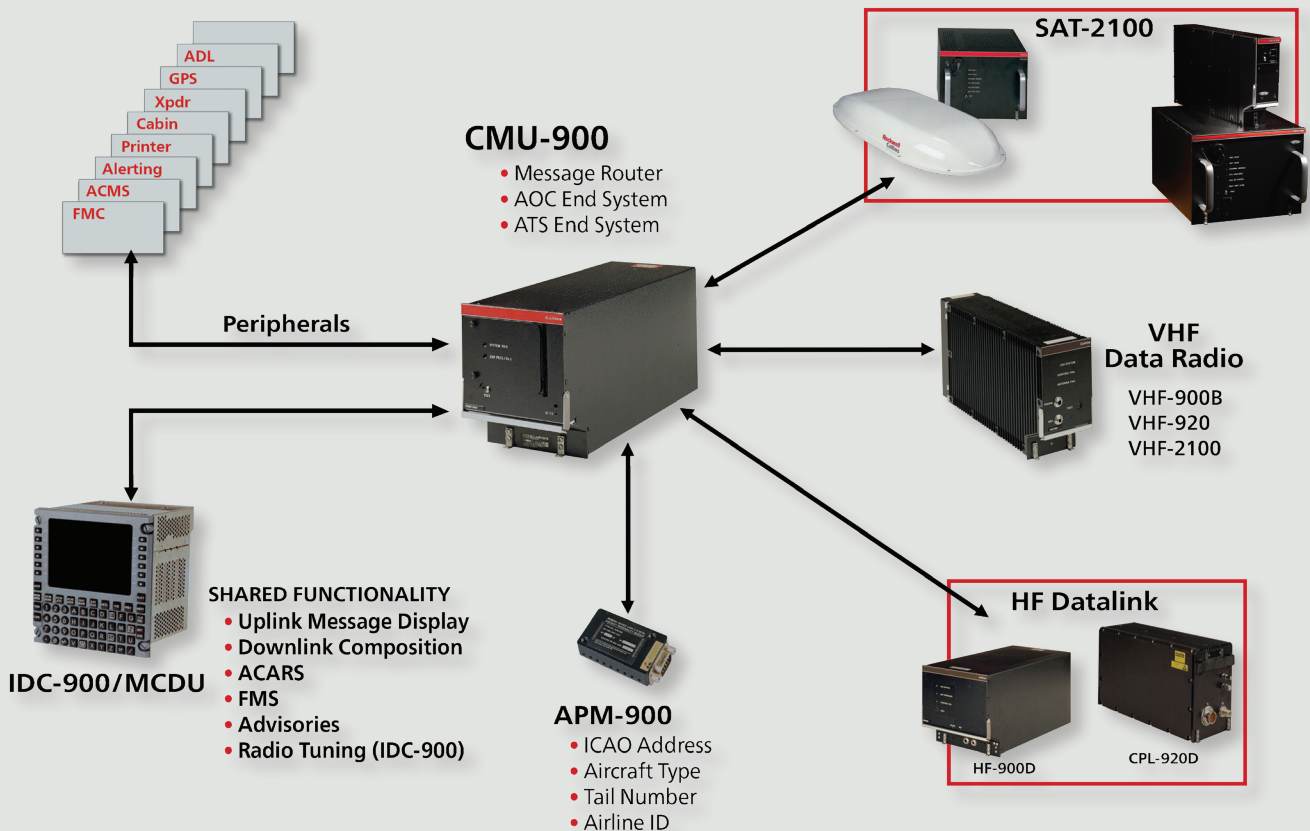 ADL
GPS
Xpdr
Cabin
Printer
Alerting
ACMS
FMC
Peripherals
CMU-900
• Message Router
• AOC End System
• ATS End System
SAT-2100
Rockwell
Collins
VHF
Data Radio
VHF-900B
VHF-920
VHF-2100
IDC-900/MCDU
SHARED FUNCTIONALITY
• Uplink Message Display
• Downlink Composition
• ACARS
• FMS
• Advisories
• Radio Tuning (IDC-900)
APM-900
• ICAO Address
• Aircraft Type
• Tail Number
• Airline ID
HF Datalink
HF-900D
CPL-920D